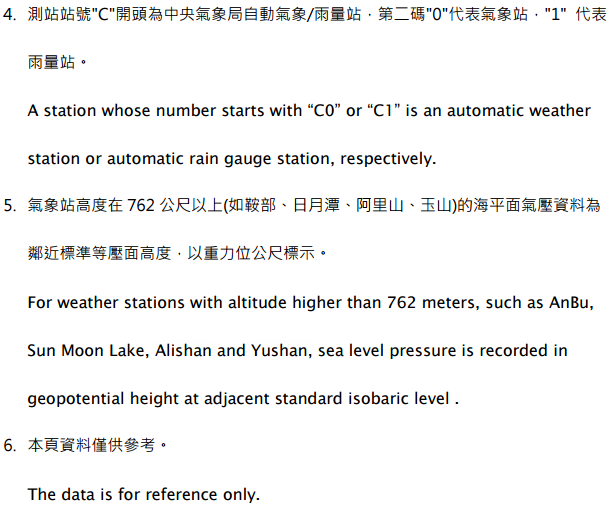 4. 測站站號"C"開頭為中央氣象局自動氣象/雨量站，第二碼"0"代表氣象站，"1" 代表
雨量站。
A station whose number starts with “C0” or “C1” is an automatic weather
station or automatic rain gauge station, respectively.
5. 氣象站高度在 762 公尺以上(如鞍部、日月潭、阿里山、玉山)的海平面氣壓資料為
鄰近標準等壓面高度，以重力位公尺標示。
For weather stations with altitude higher than 762 meters, such as AnBu,
Sun Moon Lake, Alishan and Yushan, sea level pressure is recorded in
geopotential height at adjacent standard isobaric level .
6. 本頁資料僅供參考。
The data is for reference only.